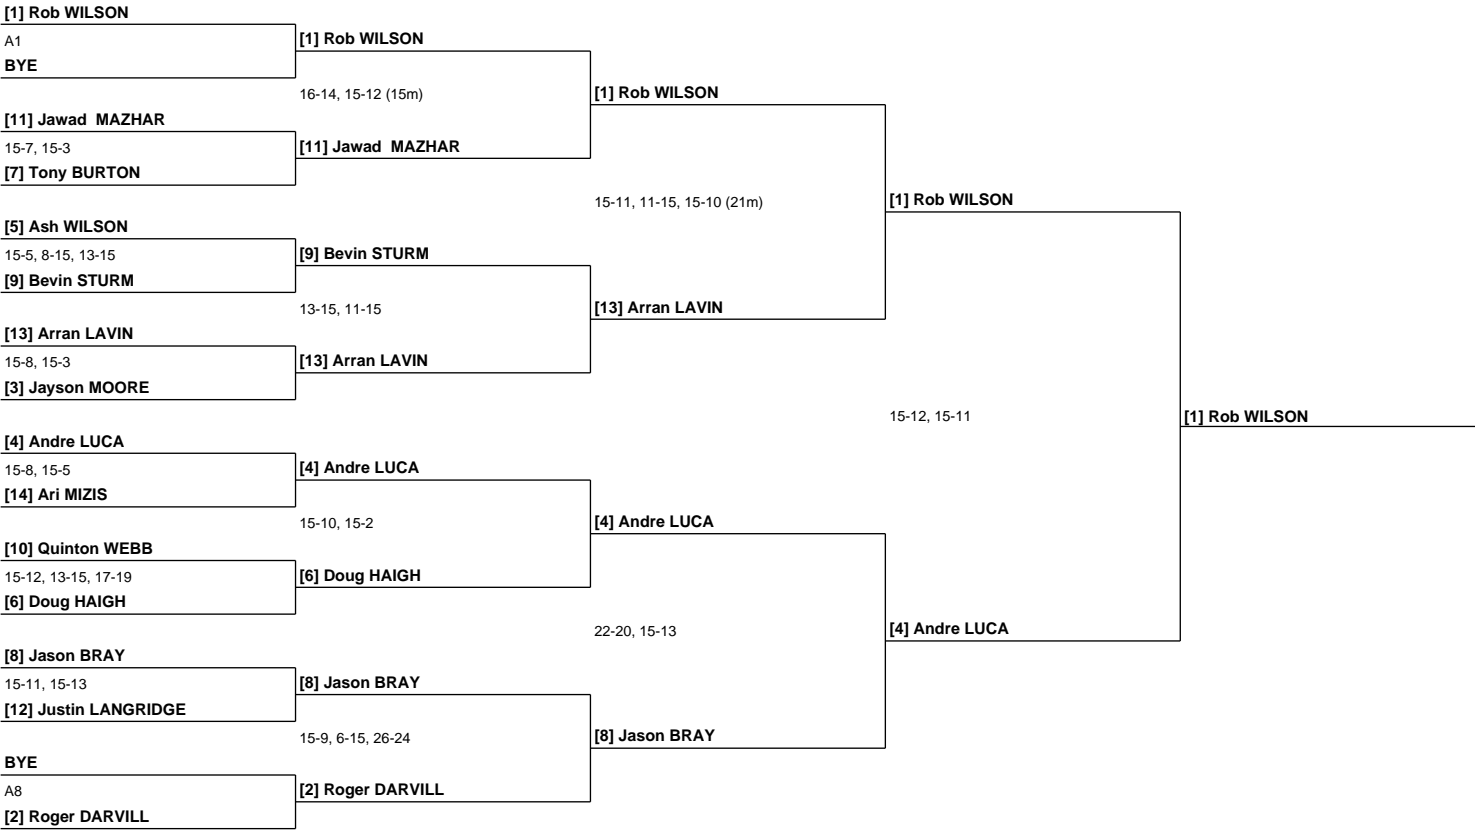 [1] Rob WILSON
A1
BYE
[11] Jawad  MAZHAR
15-7, 15-3
[7] Tony BURTON
[5] Ash WILSON
15-5, 8-15, 13-15
[9] Bevin STURM
[13] Arran LAVIN
15-8, 15-3
[3] Jayson MOORE
[4] Andre LUCA
15-8, 15-5
[14] Ari MIZIS
[10] Quinton WEBB
15-12, 13-15, 17-19
[6] Doug HAIGH
[8] Jason BRAY
15-11, 15-13
[12] Justin LANGRIDGE
BYE
A8
[2] Roger DARVILL
[1] Rob WILSON
16-14, 15-12 (15m)
[11] Jawad  MAZHAR
[9] Bevin STURM
13-15, 11-15
[13] Arran LAVIN
[4] Andre LUCA
15-10, 15-2
[6] Doug HAIGH
[8] Jason BRAY
15-9, 6-15, 26-24
[2] Roger DARVILL
[1] Rob WILSON
15-11, 11-15, 15-10 (21m)
[13] Arran LAVIN
[4] Andre LUCA
22-20, 15-13
[8] Jason BRAY
[1] Rob WILSON
15-12, 15-11
[4] Andre LUCA
[1] Rob WILSON